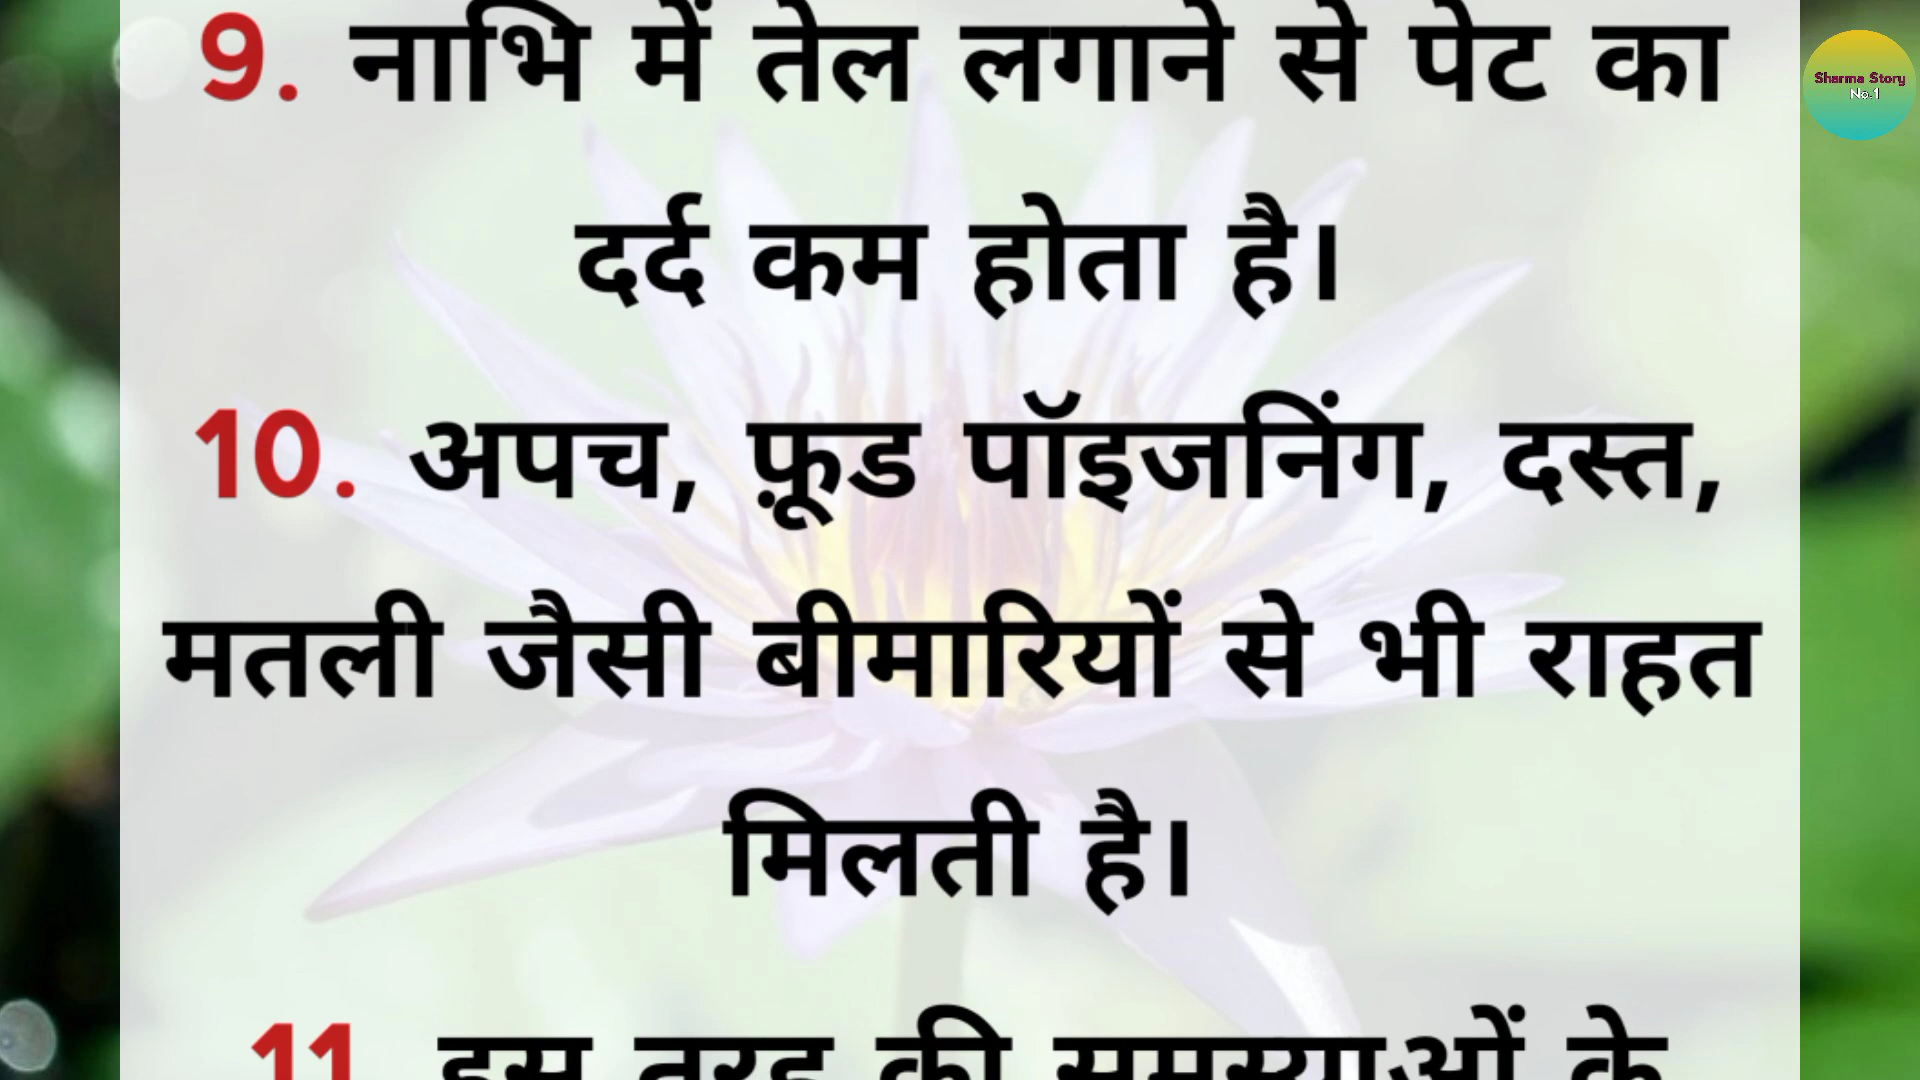 9. नाभि में तेल लगाने से पेट का
दर्द कम होता है।
10. अपच, फ़ूड पॉइजनिंग, दस्त,
मतली जैसी बीमारियों से भी राहत
मिलती है।
11 इस तरह की समस्याओं के
Sharma Story
No.1